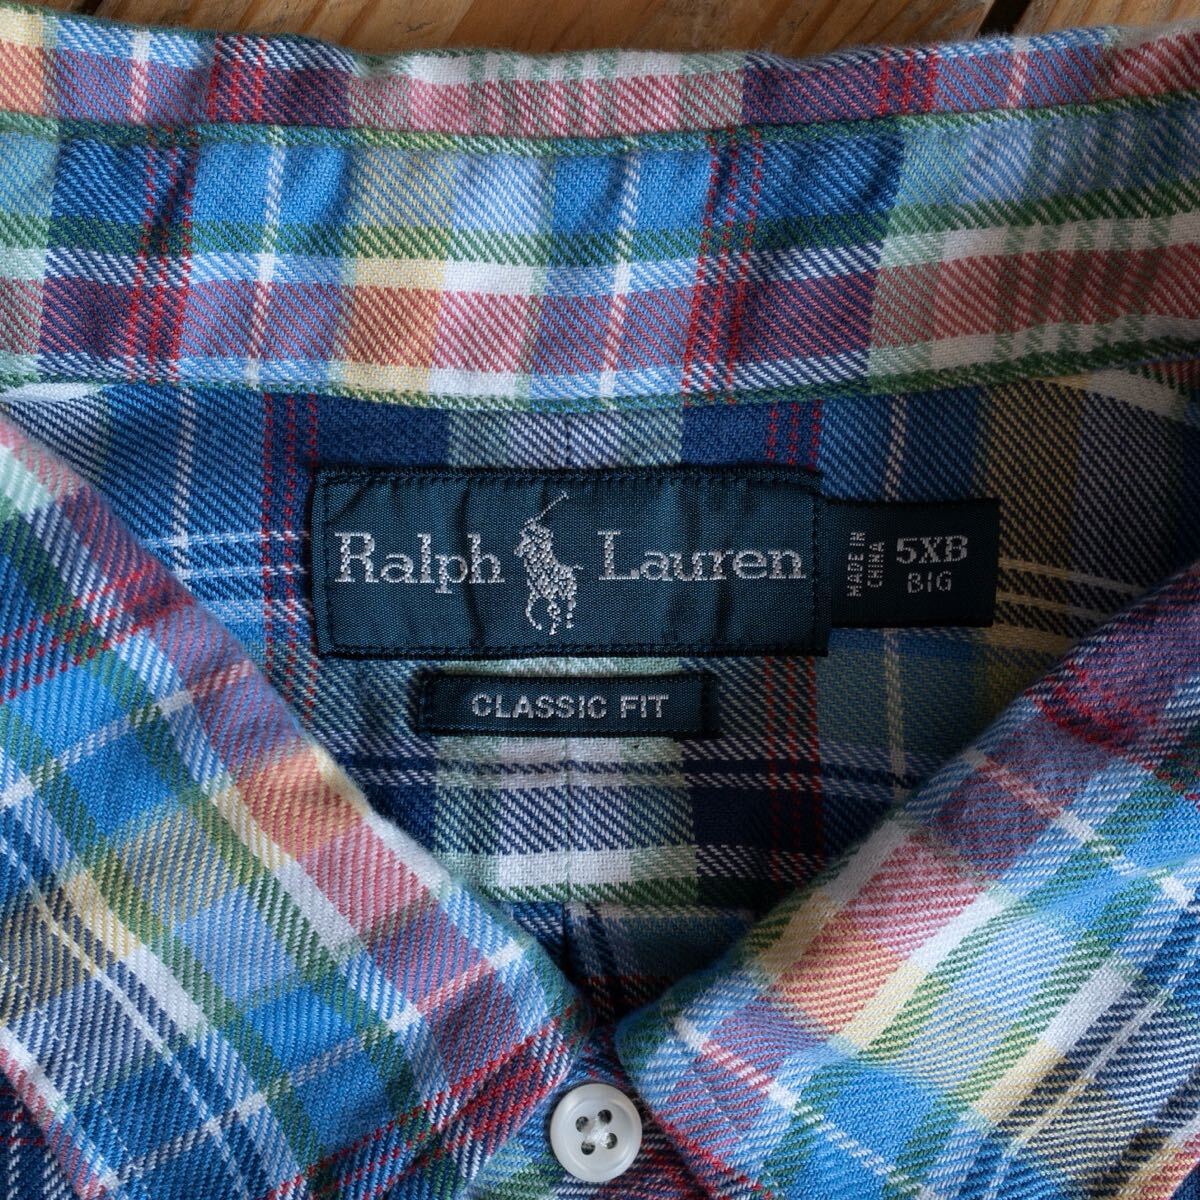 Ralph Lauren
MADE IN
CHINA
5XB
BIG
CLASSIC FIT